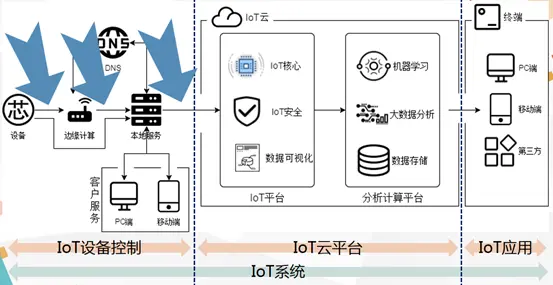 IoT云
终端
DNS
DNS
芯
设备
边缘计算
本地服务
IoT核心
IoT安全
数据可视化
IoT平台
机器学习
大数据分析
数据存储
分析计算平台
PC端
移动端
第三方
客户服务
PC端
移动端
IoT设备控制
IoT云平台
IoT应用
IoT系统